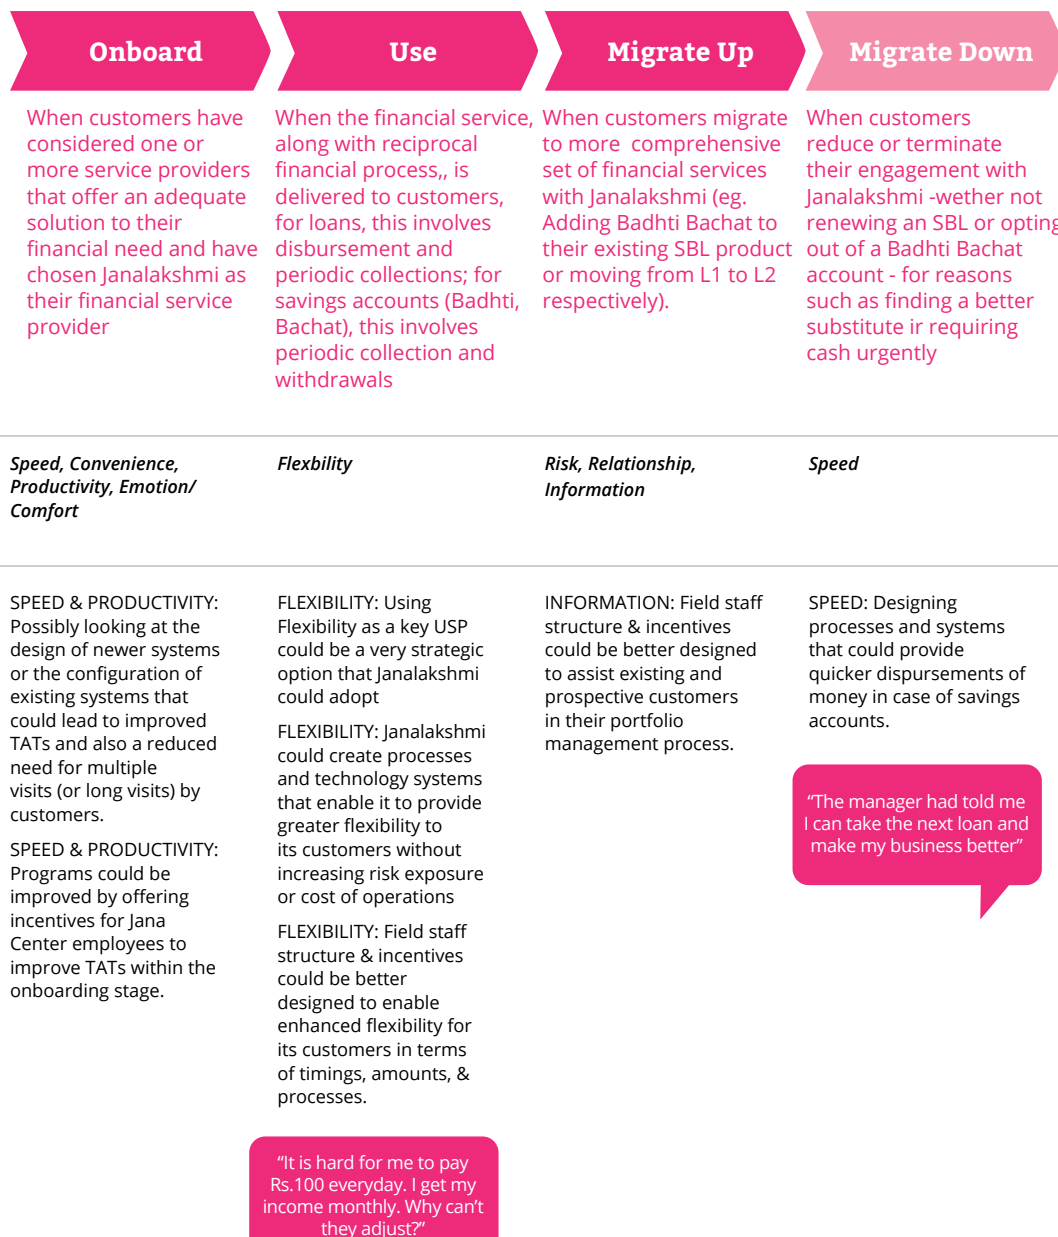 Onboard
Use
Migrate Up
Migrate Down
When customers have
considered one or
more service providers
that offer an adequate
solution to their
financial need and have
chosen Janalakshmi as
their financial service
provider
When the financial service,
along with reciprocal
financial process,, is
delivered to customers,
for loans, this involves
disbursement and
periodic collections; for
savings accounts (Badhti,
Bachat), this involves
periodic collection and
withdrawals
When customers migrate
to more comprehensive
set of financial services
with Janalakshmi (eg.
Adding Badhti Bachat to
their existing SBL product
or moving from L1 to L2
respectively).
When customers
reduce or terminate
their engagement with
Janalakshmi -wether not
renewing an SBL or opting
out of a Badhti Bachat
account - for reasons
such as finding a better
substitute ir requiring
cash urgently
Speed, Convenience,
Productivity, Emotion/
Comfort
Flexbility
Risk, Relationship,
Information
Speed
SPEED & PRODUCTIVITY:
Possibly looking at the
design of newer systems
or the configuration of
existing systems that
could lead to improved
TATs and also a reduced
need for multiple
visits (or long visits) by
customers.
SPEED & PRODUCTIVITY:
Programs could be
improved by offering
incentives for Jana
Center employees to
improve TATs within the
onboarding stage.
FLEXIBILITY: Using
Flexibility as a key USP
could be a very strategic
option that Janalakshmi
could adopt
FLEXIBILITY: Janalakshmi
could create processes
and technology systems
that enable it to provide
greater flexibility to
its customers without
increasing risk exposure
or cost of operations
FLEXIBILITY: Field staff
structure & incentives
could be better
designed to enable
enhanced flexibility for
its customers in terms
of timings, amounts, &
processes.
"It is hard for me to pay
Rs.100 everyday. I get my
income monthly. Why can't
they adjust?"
INFORMATION: Field staff
structure & incentives
could be better designed
to assist existing and
prospective customers
in their portfolio
management process.
SPEED: Designing
processes and systems
that could provide
quicker dispursements of
money in case of savings
accounts.
"The manager had told me
I can take the next loan and
make my business better"